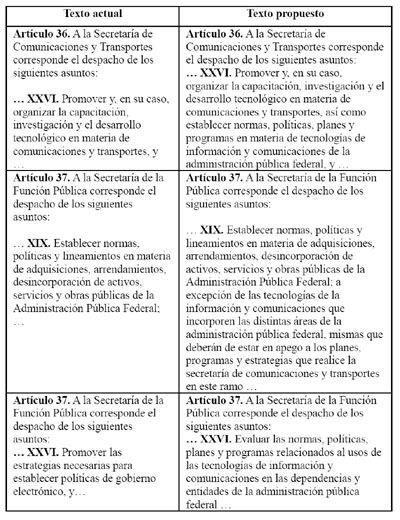 Texto actual
Texto propuesto
Artículo 36. A la Secretaría de
Comunicaciones y Transportes
corresponde el despacho de los
siguientes asuntos:
… XXVI. Promover y, en su caso,
organizar la capacitación,
investigación y el desarrollo
tecnológico en materia de
comunicaciones y transportes, y
…
Artículo 36. A la Secretaría de
Comunicaciones y Transportes corresponde
el despacho de los siguientes asuntos:
… XXVI. Promover y, en su caso,
organizar la capacitación, investigación y el
desarrollo tecnológico en materia de
comunicaciones y transportes, así como
establecer normas, políticas, planes y
programas en materia de tecnologías de
información y comunicaciones de la
administración pública federal, y …
Artículo 37. A la Secretaría de la
Función Pública corresponde el
despacho de los siguientes
asuntos:
… XIX. Establecer normas,
políticas y lineamientos en materia
de adquisiciones, arrendamientos,
desincorporación de activos,
servicios y obras públicas de la
Administración Pública Federal;
…
Artículo 37. A la Secretaría de la Función
Pública corresponde el despacho de los
siguientes asuntos:
… XIX. Establecer normas, políticas y
lineamientos en materia de adquisiciones,
arrendamientos, desincorporación de
activos, servicios y obras públicas de la
Administración Pública Federal; a
excepción de las tecnologías de la
información y comunicaciones que
incorporen las distintas áreas de la
administración pública federal, mismas que
deberán de estar en apego a los planes,
programas y estrategias que realice la
secretaría de comunicaciones y transportes
en este ramo …
Artículo 37. A la Secretaría de la
Función Pública corresponde el
despacho de los siguientes
asuntos:
… XXVI. Promover las
estrategias necesarias para
establecer políticas de gobierno
electrónico, y…
Artículo 37. A la Secretaría de la Función
Pública corresponde el despacho de los
siguientes asuntos:
… XXVI. Evaluar las normas, políticas,
planes y programas relacionados al usos de
las tecnologías de información y
comunicaciones en las dependencias y
entidades de la administración pública
federal …